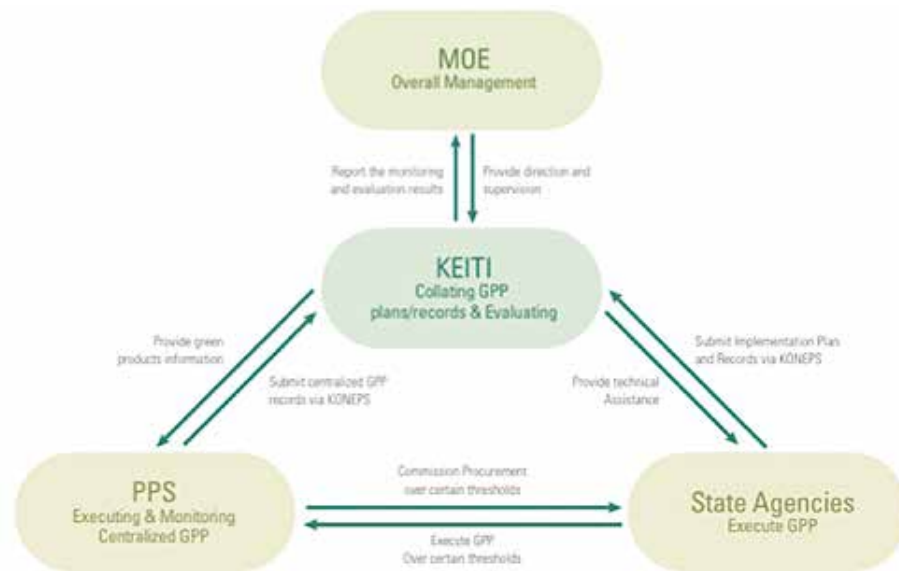 MOE
Overall Management
Report the monitoring
and evaluation results
Provide direction and
supervision
KEITI
Collating GPP
plans/records & Evaluating
Provide green
products information
Submit centralized GPP
records via KONEPS
Submit Implementation Plan
and Records via KONEPS
Provide technical
Assistance
PPS
Executing & Monitoring
Centralized GPP
Commission Procurement
over certain thresholds
Execute GPP
Over certain thresholds
State Agencies
Execute GPP